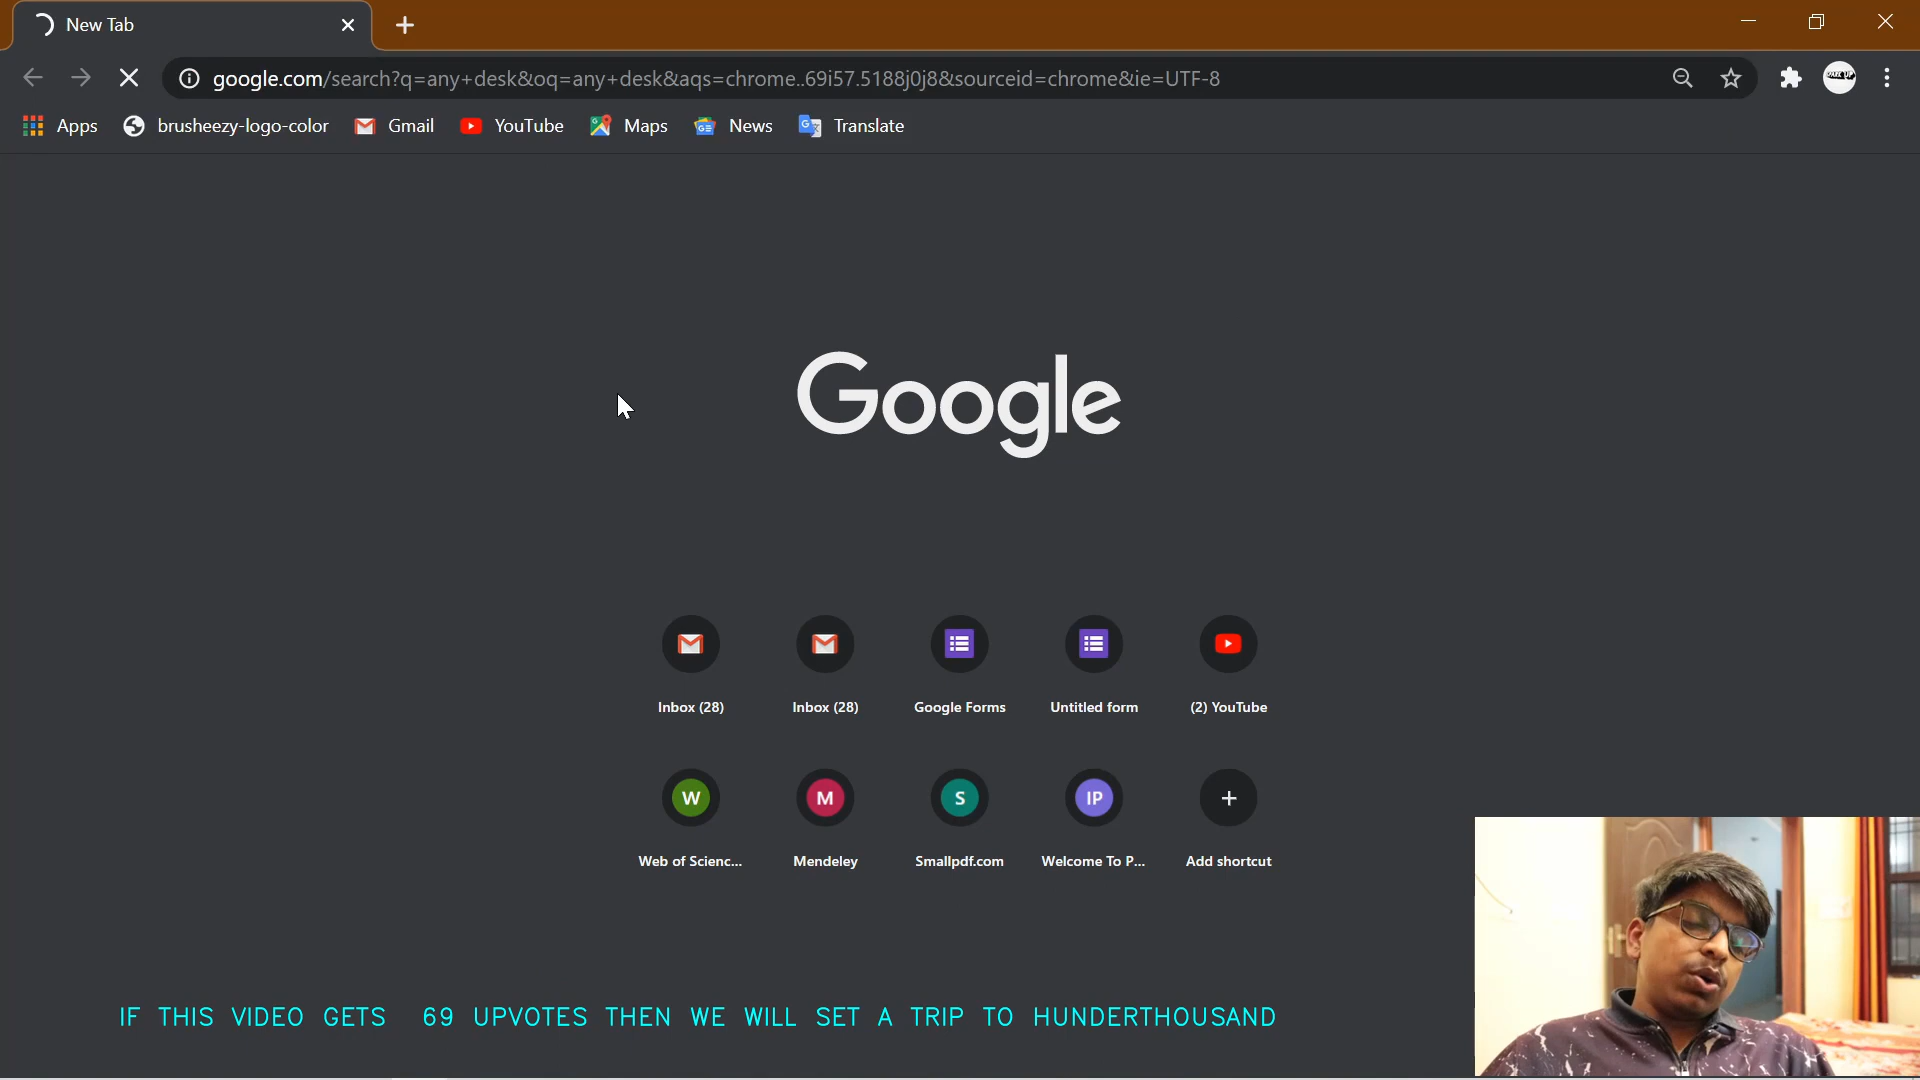 New Tab
google.com/search?q=any+desk&oq=any+desk&aqs=chrome..69i57.5188j0j8&sourceid=chrome&ie=UTF-8
Apps brusheezy-logo-color Gmail YouTube Maps News Translate
Google
Inbox (28) Inbox (28) Google Forms Untitled form (2) YouTube
W M S IP
Web of Scienc... Mendeley Smallpdf.com Welcome To P... Add shortcut
IF THIS VIDEO GETS 69 UPVOTES THEN WE WILL SET A TRIP TO HUNDERTHOUSAND